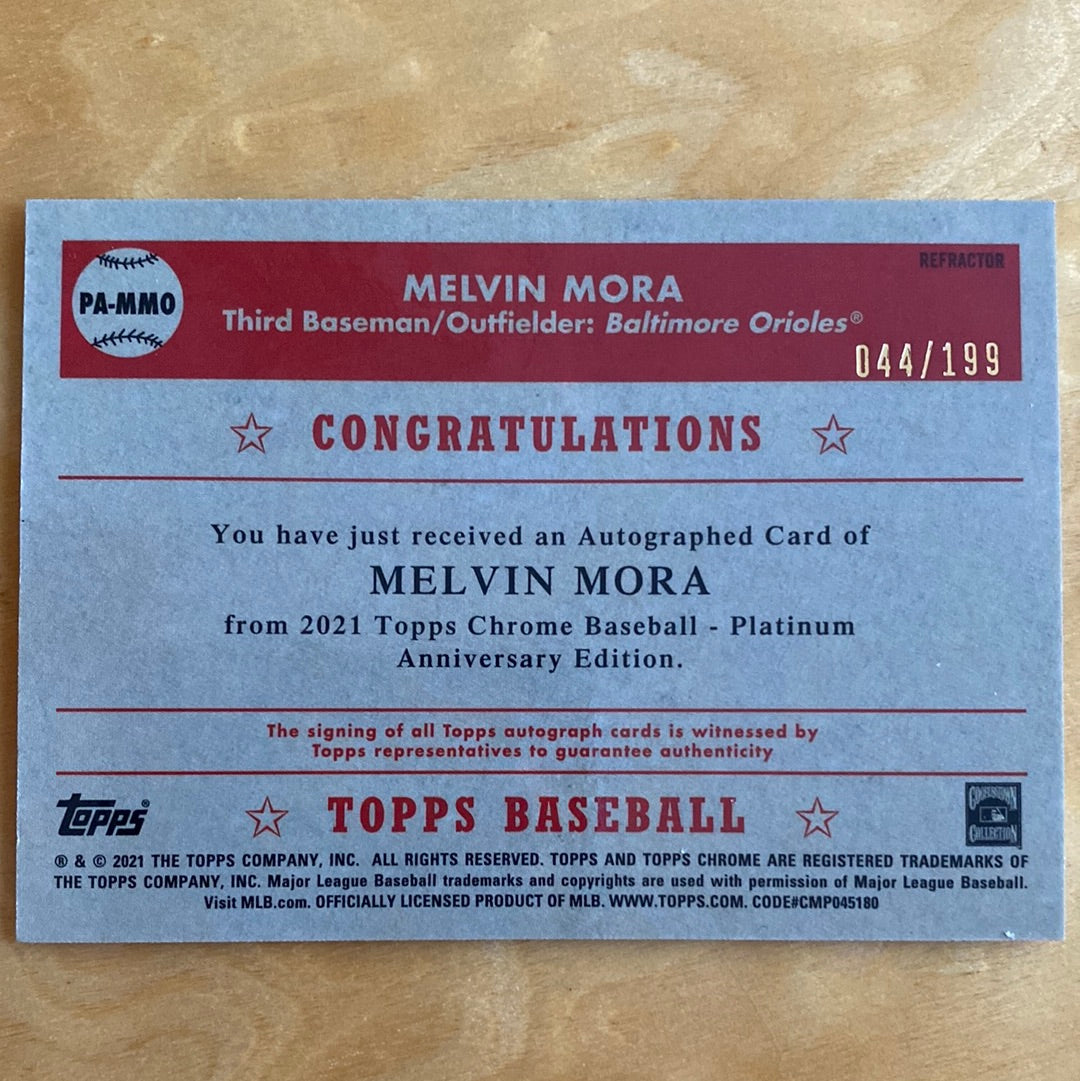 REFRACTOR
PA-MMO
MELVIN MORA
Third Baseman/Outfielder: Baltimore Orioles®
044/199
CONGRATULATIONS
You have just received an Autographed Card of
MELVIN MORA
from 2021 Topps Chrome Baseball - Platinum
Anniversary Edition.
The signing of all Topps autograph cards is witnessed by
Topps representatives to guarantee authenticity
topps®
TOPPS BASEBALL
COOPERSTOWN
COLLECTION
® & © 2021 THE TOPPS COMPANY, INC. ALL RIGHTS RESERVED. TOPPS AND TOPPS CHROME ARE REGISTERED TRADEMARKS OF
THE TOPPS COMPANY, INC. Major League Baseball trademarks and copyrights are used with permission of Major League Baseball.
Visit MLB.com. OFFICIALLY LICENSED PRODUCT OF MLB. WWW.TOPPS.COM. CODE#CMP045180